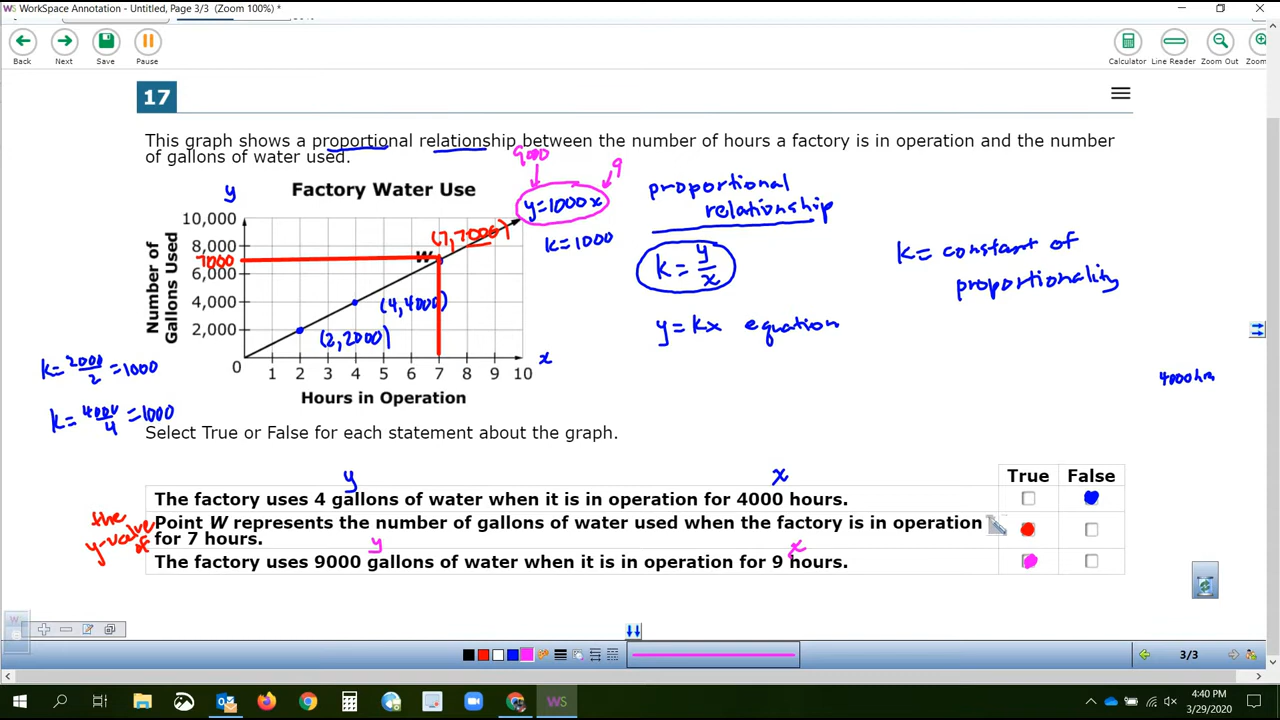 WorkSpace Annotation - Untitled, Page 3/3 (Zoom 100%) *
Back
Next
Save
Pause
Calculator
Line Reader
Zoom Out
Zoom
17
This graph shows a proportional relationship between the number of hours a factory is in operation and the number
of gallons of water used.
9000
9
y
Factory Water Use
y=1000x
k=1000
proportional
relationship
k=y/x
y=kx equation
k= constant of
proportionality
Number of
Gallons Used
10,000
8,000
7000
6,000
4,000
2,000
0
W
(7,7000)
(4,4000)
(2,2000)
x
1 2 3 4 5 6 7 8 9 10
Hours in Operation
k=2000/2=1000
k=4000/4=1000
4000hrs
Select True or False for each statement about the graph.
y
x
True False
The factory uses 4 gallons of water when it is in operation for 4000 hours.
the
y-value
of
Point W represents the number of gallons of water used when the factory is in operation
for 7 hours.
y
x
The factory uses 9000 gallons of water when it is in operation for 9 hours.
WS
3/3
WS
4:40 PM
3/29/2020